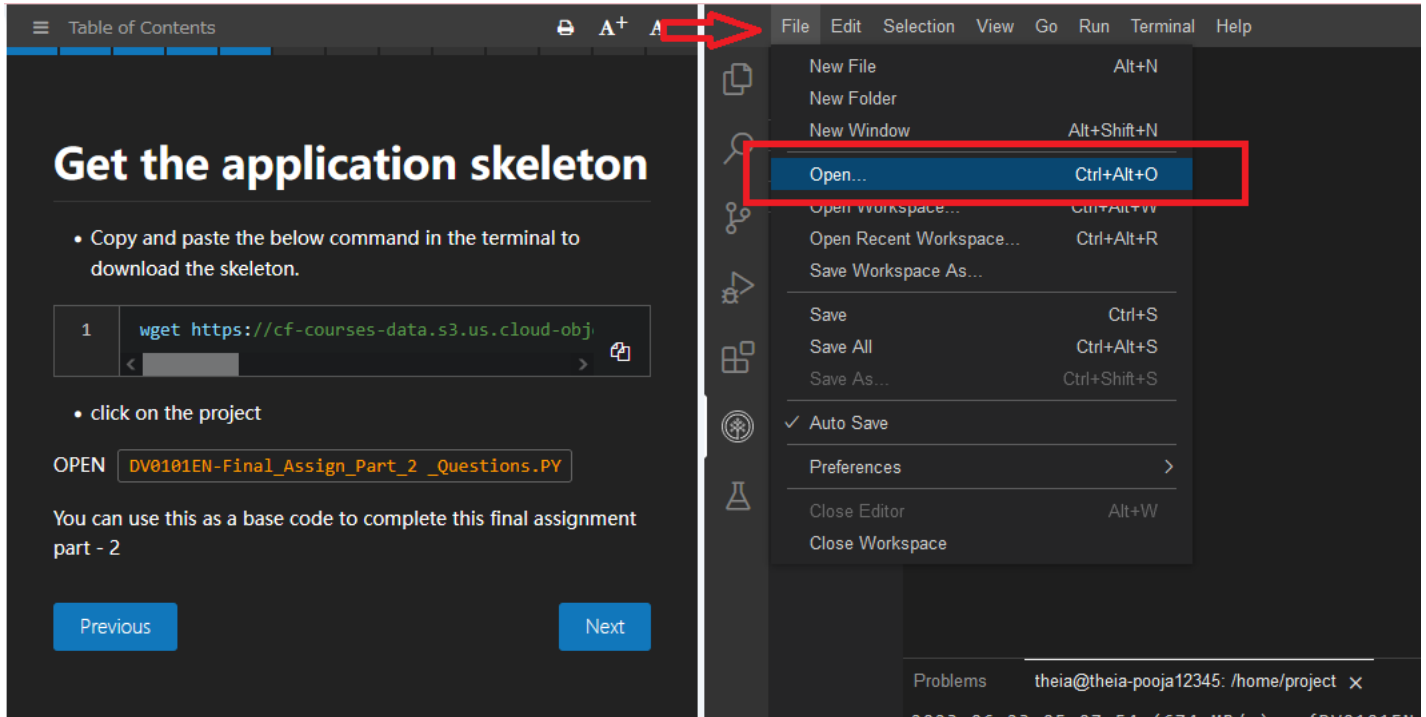 Table of Contents
A+
A
Get the application skeleton
• Copy and paste the below command in the terminal to
download the skeleton.
1 wget https://cf-courses-data.s3.us.cloud-obj
• click on the project
OPEN DV0101EN-Final_Assign_Part_2 _Questions.PY
You can use this as a base code to complete this final assignment
part - 2
Previous
Next
File Edit Selection View Go Run Terminal Help
New File Alt+N
New Folder
New Window Alt+Shift+N
Open... Ctrl+Alt+O
Open Workspace... Ctrl+Alt+W
Open Recent Workspace... Ctrl+Alt+R
Save Workspace As...
Save Ctrl+S
Save All Ctrl+Alt+S
Save As... Ctrl+Shift+S
✓ Auto Save
Preferences >
Close Editor Alt+W
Close Workspace
Problems theia@theia-pooja12345: /home/project ×